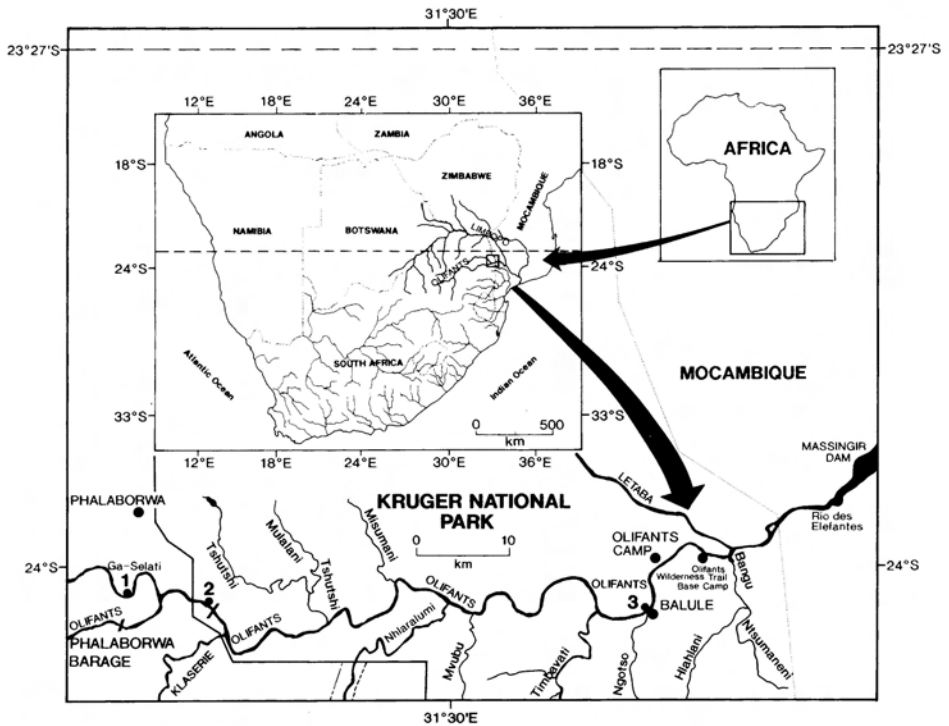 31°30'E
23°27'S
23°27'S
12°E
18°E
24°E
30°E
36°E
ANGOLA
ZAMBIA
18°S
18°S
ZIMBABWE
MOCAMBIQUE
NAMIBIA
BOTSWANA
LIMPOPO
24°S
24°S
OLIFANTS
SOUTH AFRICA
Atlantic Ocean
Indian Ocean
33°S
33°S
0
500
km
12°E
18°E
24°E
30°E
36°E
AFRICA
MOCAMBIQUE
MASSINGIR
DAM
Rio des
Elefantes
LETABA
KRUGER NATIONAL
PARK
0
10
km
PHALABORWA
Tshutshi
Mulalani
Tshutshi
Misumani
OLIFANTS
CAMP
Olifants
Wilderness Trail
Base Camp
Bangu
24°S
24°S
Ga-Selati
1
2
OLIFANTS
OLIFANTS
OLIFANTS
OLIFANTS
3
BALULE
PHALABORWA
BARAGE
KLASERIE
Nhlaralumi
Mvubu
Timbavati
Ngotso
Hlahlani
Ntsumaneni
31°30'E